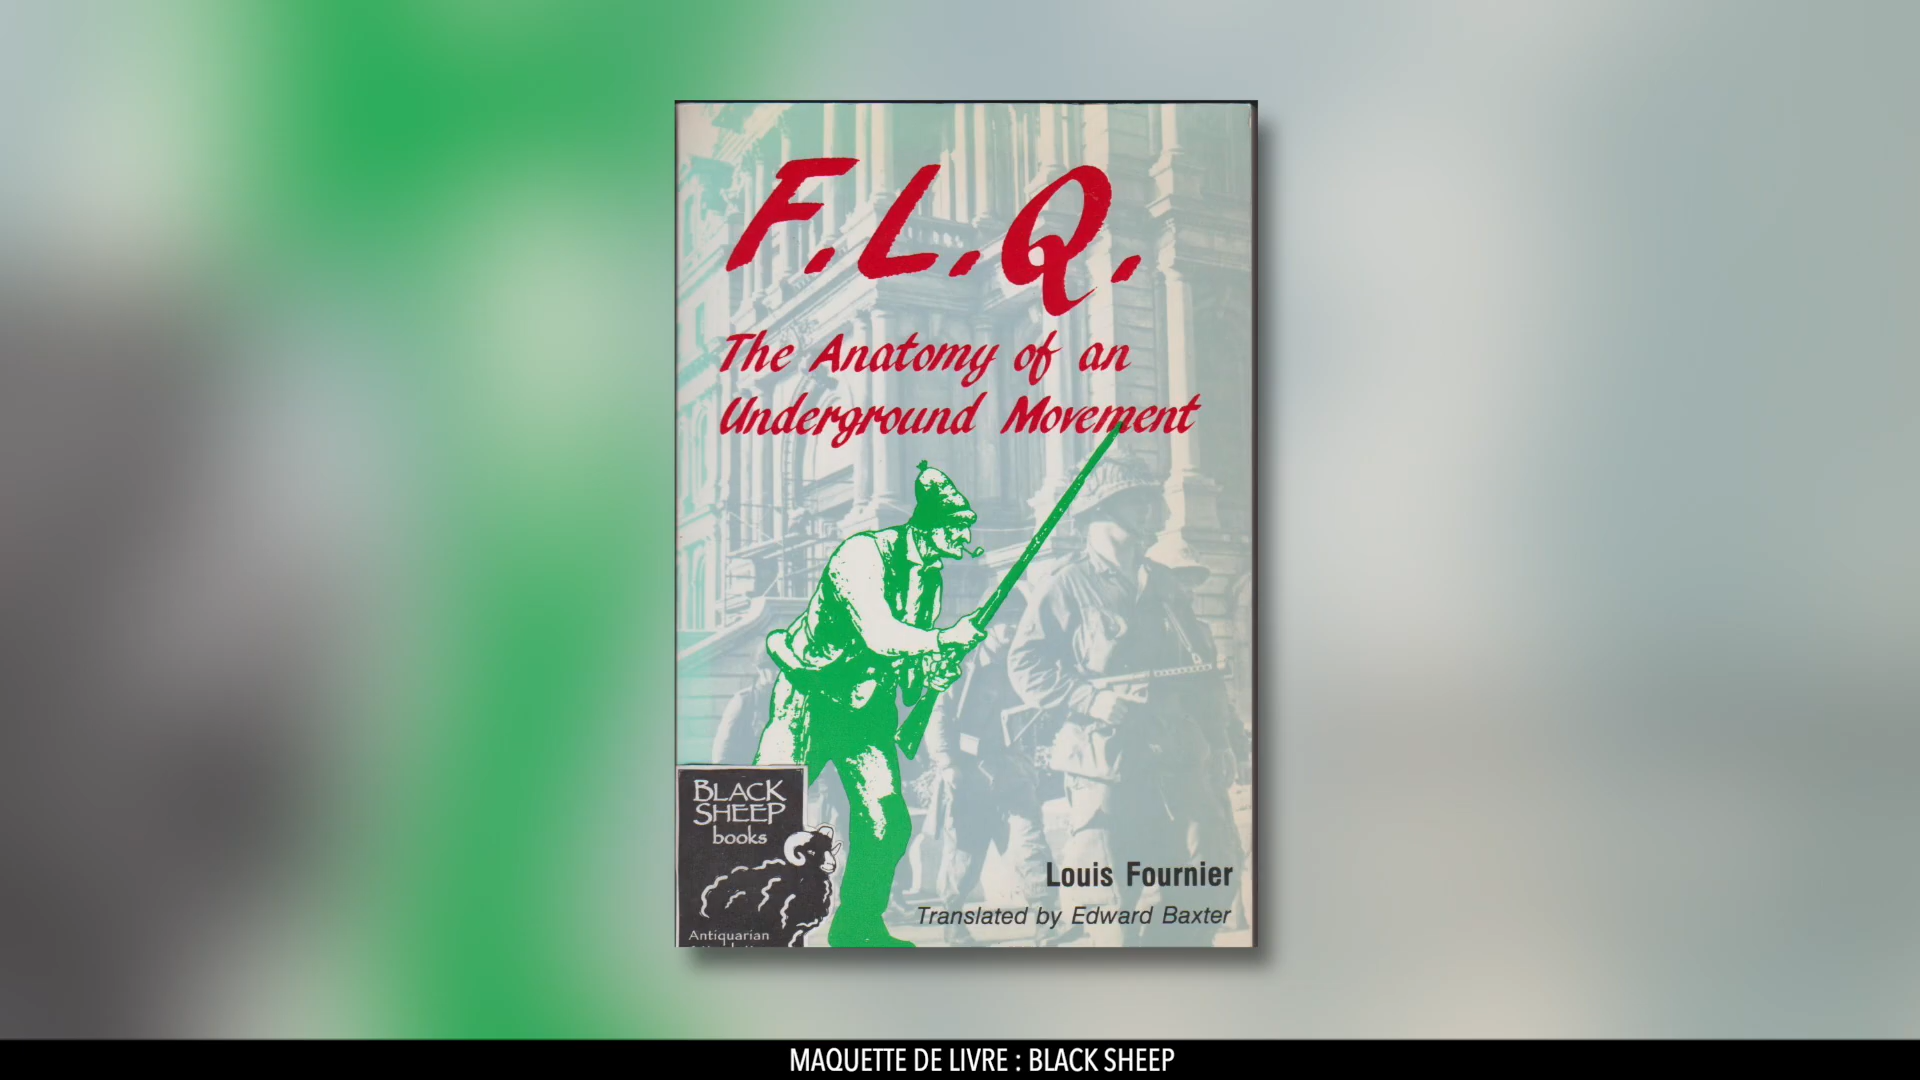 F.L.Q.
The Anatomy of an
Underground Movement
BLACK
SHEEP
books
Antiquarian
Louis Fournier
Translated by Edward Baxter
MAQUETTE DE LIVRE : BLACK SHEEP